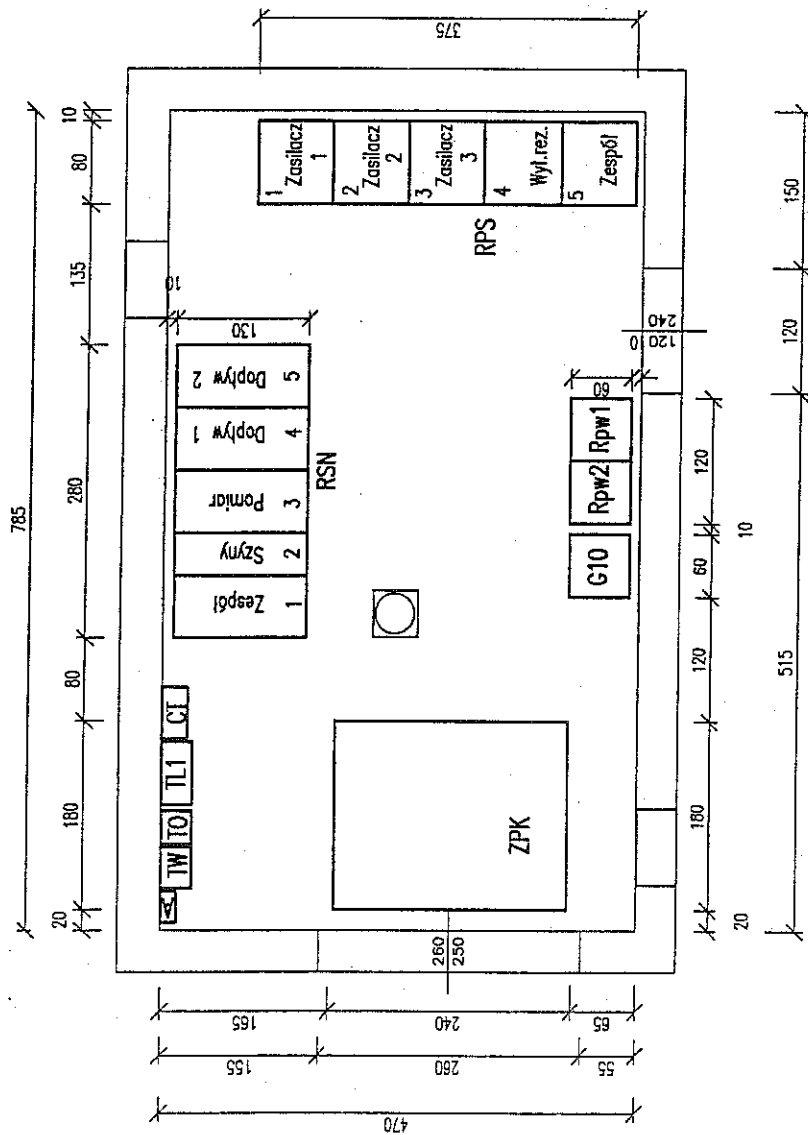 785
20
180
80
280
135
80
10
A
TW
TO
TL1
CT
Zespół
1
Szyny
2
Pomiar
3
Dopływ 1
4
Dopływ 2
5
RSN
130
10
1
Zasilacz
1
2
Zasilacz
2
3
Zasilacz
3
4
Wył.rez.
5
Zespół
RPS
375
ZPK
260
250
G10
Rpw2
Rpw1
60
10
120
240
165
240
65
155
260
55
470
20
180
120
60
10
120
515
120
150